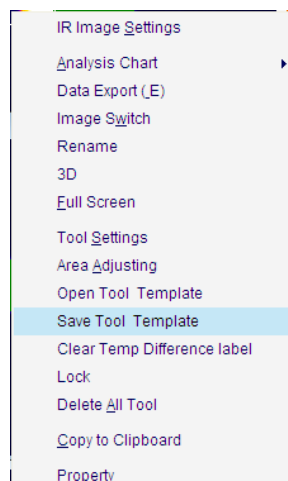 IR Image Settings
Analysis Chart
Data Export (_E)
Image Switch
Rename
3D
Full Screen
Tool Settings
Area Adjusting
Open Tool  Template
Save Tool  Template
Clear Temp Difference label
Lock
Delete All Tool
Copy to Clipboard
Property